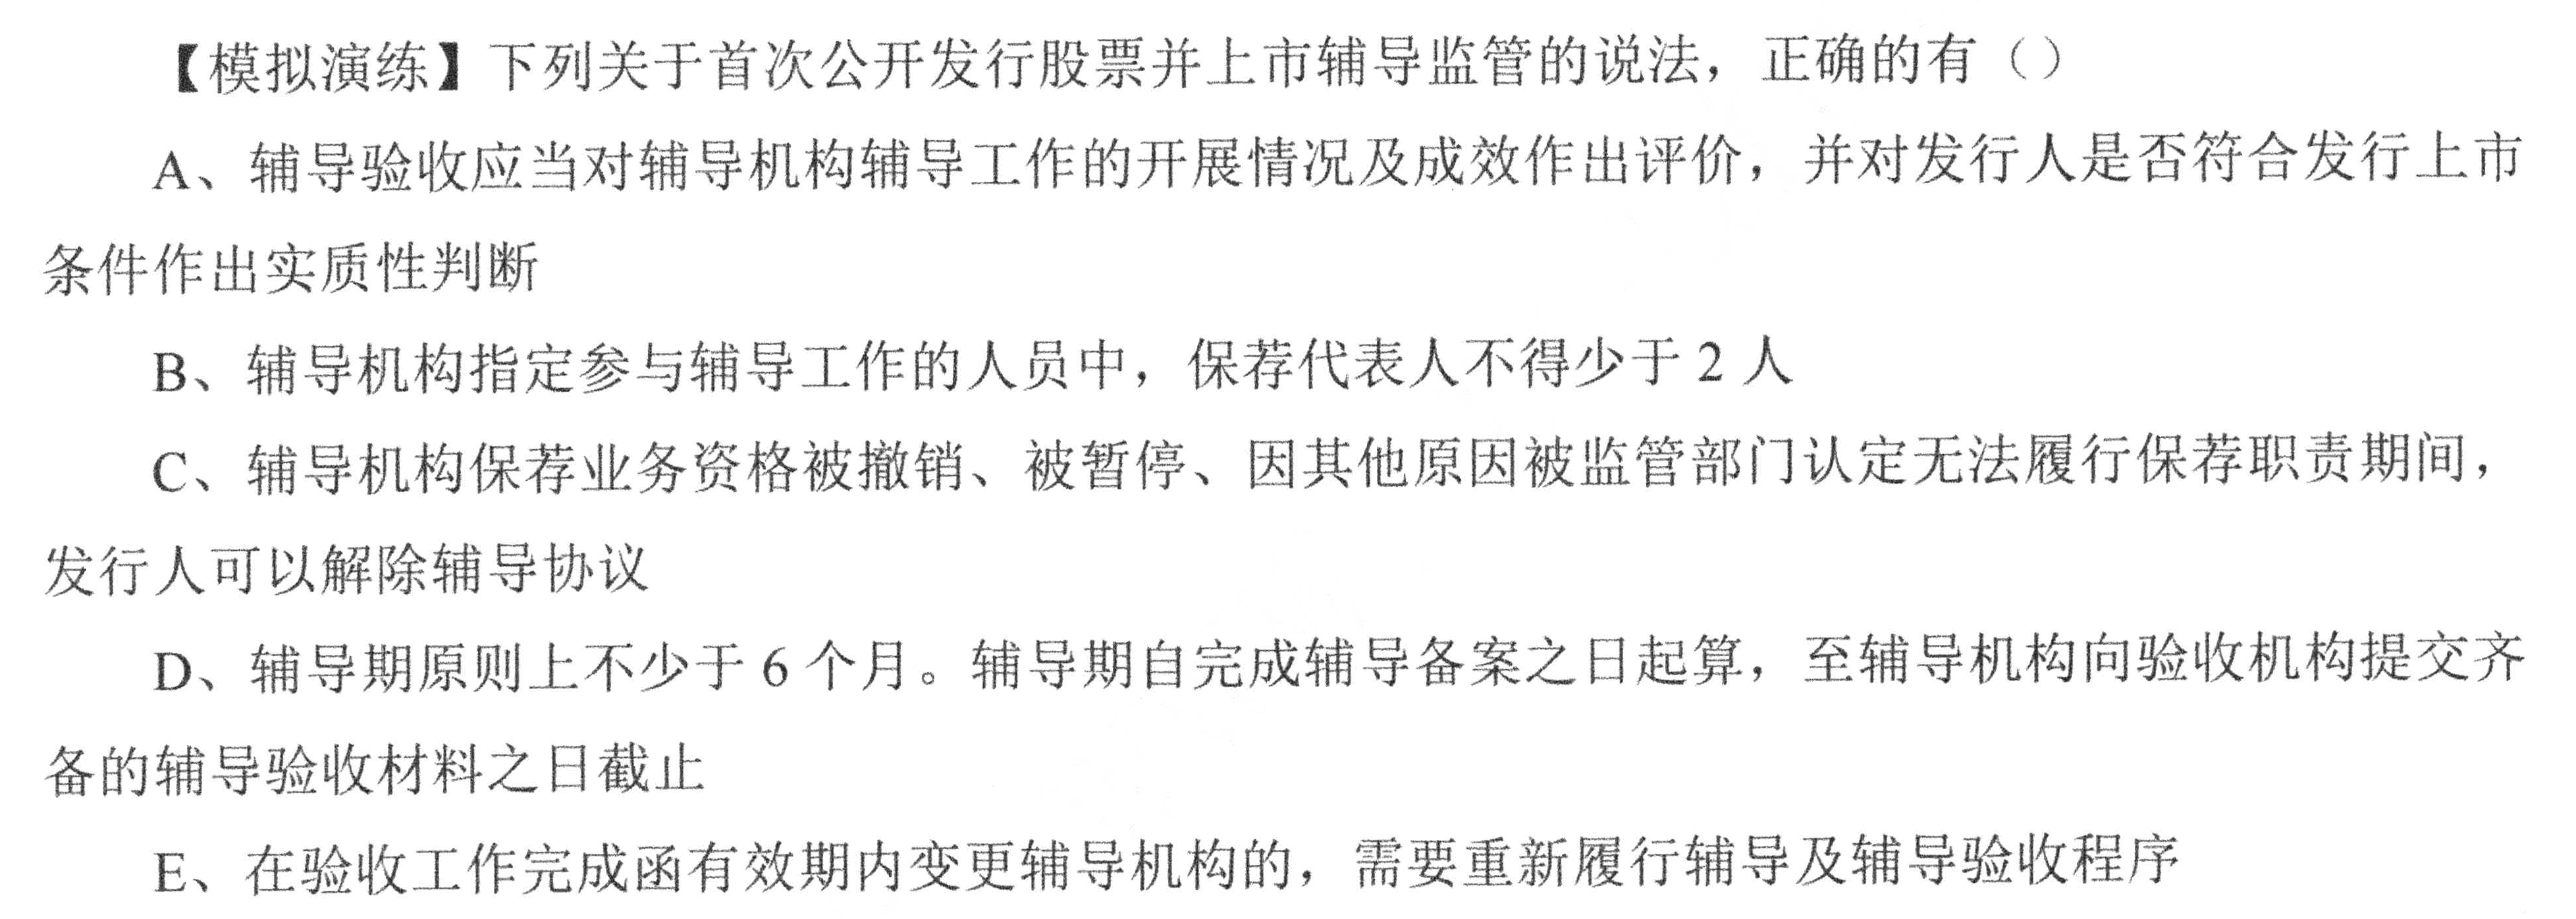 【模拟演练】下列关于首次公开发行股票并上市辅导监管的说法，正确的有（）
A、辅导验收应当对辅导机构辅导工作的开展情况及成效作出评价，并对发行人是否符合发行上市
条件作出实质性判断
B、辅导机构指定参与辅导工作的人员中，保荐代表人不得少于 2 人
C、辅导机构保荐业务资格被撤销、被暂停、因其他原因被监管部门认定无法履行保荐职责期间，
发行人可以解除辅导协议
D、辅导期原则上不少于 6 个月。辅导期自完成辅导备案之日起算，至辅导机构向验收机构提交齐
备的辅导验收材料之日截止
E、在验收工作完成函有效期内变更辅导机构的，需要重新履行辅导及辅导验收程序